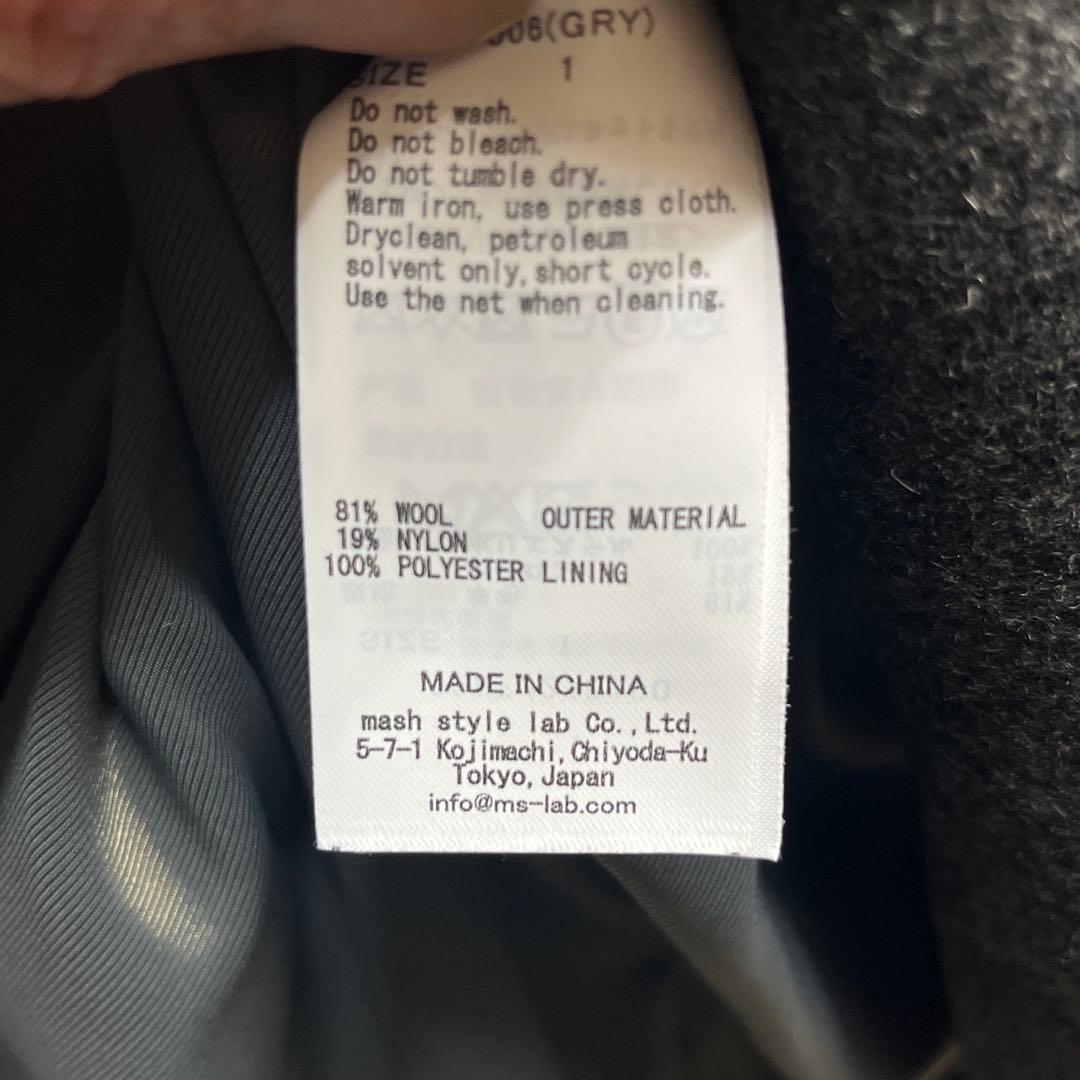 06(GRY)
SIZE 1
Do not wash.
Do not bleach.
Do not tumble dry.
Warm iron, use press cloth.
Dryclean, petroleum
solvent only, short cycle.
Use the net when cleaning.
81% WOOL OUTER MATERIAL
19% NYLON
100% POLYESTER LINING
MADE IN CHINA
mash style lab Co.,Ltd.
5-7-1 Kojimachi,Chiyoda-Ku
Tokyo,Japan
info@ms-lab.com